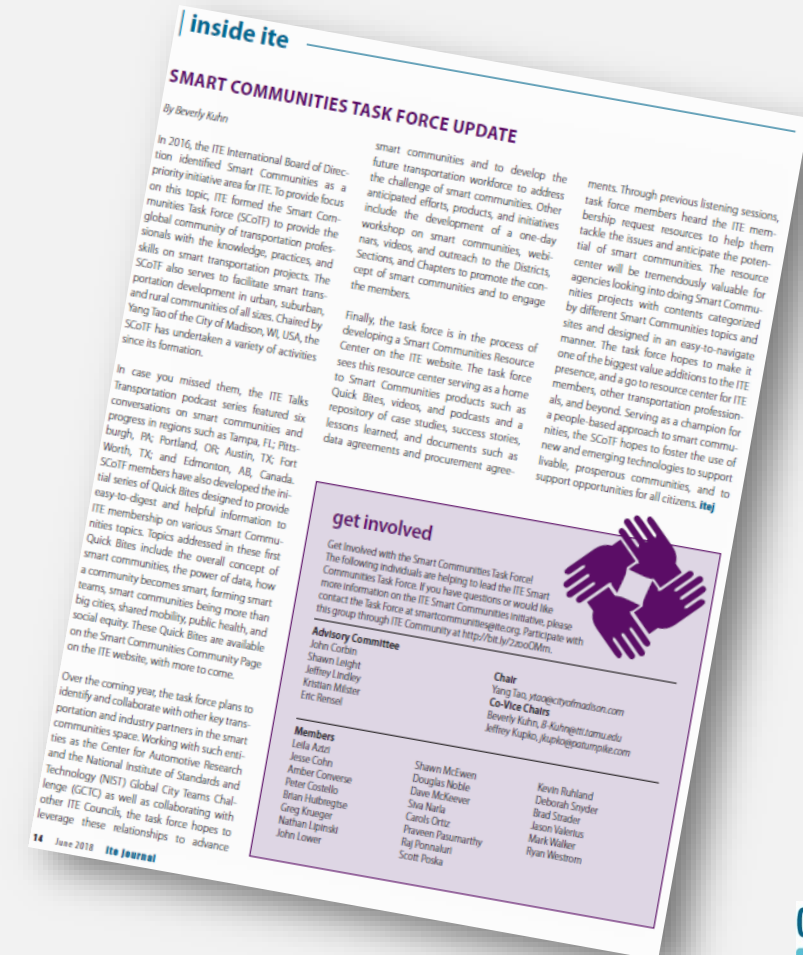 inside ite
SMART COMMUNITIES TASK FORCE UPDATE
By Beverly Kuhn
In 2016, the ITE International Board of Direc-
tion identified Smart Communities as a
priority initiative area for ITE. To provide focus
on this topic, ITE formed the Smart Com-
munities Task Force (SCoTF) to provide the
global community of transportation profes-
sionals with the knowledge, practices, and
skills on smart transportation projects. The
SCoTF also serves to facilitate smart trans-
portation development in urban, suburban,
and rural communities of all sizes. Chaired by
Yang Tao of the City of Madison, WI, USA, the
SCoTF has undertaken a variety of activities
since its formation.
In case you missed them, the ITE Talks
Transportation podcast series featured six
conversations on smart communities and
progress in regions such as Tampa, FL; Pitts-
burgh, PA; Portland, OR; Austin, TX; Fort
Worth, TX; and Edmonton, AB, Canada.
SCoTF members have also developed the ini-
tial series of Quick Bites designed to provide
easy-to-digest and helpful information to
ITE membership on various Smart Commu-
nities topics. Topics addressed in these first
Quick Bites include the overall concept of
smart communities, the power of data, how
a community becomes smart, forming smart
teams, smart communities being more than
big cities, shared mobility, public health, and
social equity. These Quick Bites are available
on the Smart Communities Community Page
on the ITE website, with more to come.
Over the coming year, the task force plans to
identify and collaborate with other key trans-
portation and industry partners in the smart
communities space. Working with such enti-
ties as the Center for Automotive Research
and the National Institute of Standards and
Technology (NIST) Global City Teams Chal-
lenge (GCTC) as well as collaborating with
other ITE Councils, the task force hopes to
leverage these relationships to advance
smart communities and to develop the
future transportation workforce to address
the challenge of smart communities. Other
anticipated efforts, products, and initiatives
include the development of a one-day
workshop on smart communities, webi-
nars, videos, and outreach to the Districts,
Sections, and Chapters to promote the con-
cept of smart communities and to engage
the members.
Finally, the task force is in the process of
developing a Smart Communities Resource
Center on the ITE website. The task force
sees this resource center serving as a home
to Smart Communities products such as
Quick Bites, videos, and podcasts and a
repository of case studies, success stories,
lessons learned, and documents such as
data agreements and procurement agree-
ments. Through previous listening sessions,
task force members heard the ITE mem-
bership request resources to help them
tackle the issues and anticipate the poten-
tial of smart communities. The resource
center will be tremendously valuable for
agencies looking into doing Smart Commu-
nities projects with contents categorized
by different Smart Communities topics and
sites and designed in an easy-to-navigate
manner. The task force hopes to make it
one of the biggest value additions to the ITE
presence, and a go to resource center for ITE
members, other transportation profession-
als, and beyond. Serving as a champion for
a people-based approach to smart commu-
nities, the SCoTF hopes to foster the use of
new and emerging technologies to support
livable, prosperous communities, and to
support opportunities for all citizens. itej
get involved
Get Involved with the Smart Communities Task Force!
The following individuals are helping to lead the ITE Smart
Communities Task Force. If you have questions or would like
more information on the ITE Smart Communities initiative, please
contact the Task Force at smartcommunities@ite.org. Participate with
this group through ITE Community at http://bit.ly/2zooOMm.
Advisory Committee
John Corbin
Shawn Leight
Jeffrey Lindley
Kristian Milster
Eric Rensel
Chair
Yang Tao, ytao@cityofmadison.com
Co-Vice Chairs
Beverly Kuhn, B-Kuhn@tti.tamu.edu
Jeffrey Kupko, jkupko@paturnpike.com
Members
Leila Aztzi
Jesse Cohn
Amber Converse
Peter Costello
Brian Hutbregtse
Greg Krueger
Nathan Lipinski
John Lower
Shawn McEwen
Douglas Noble
Dave McKeever
Siva Narla
Carols Ortiz
Praveen Pasumarthy
Raj Ponnaluri
Scott Poska
Kevin Ruhland
Deborah Snyder
Brad Strader
Jason Valerius
Mark Walker
Ryan Westrom
14 June 2018 ite journal